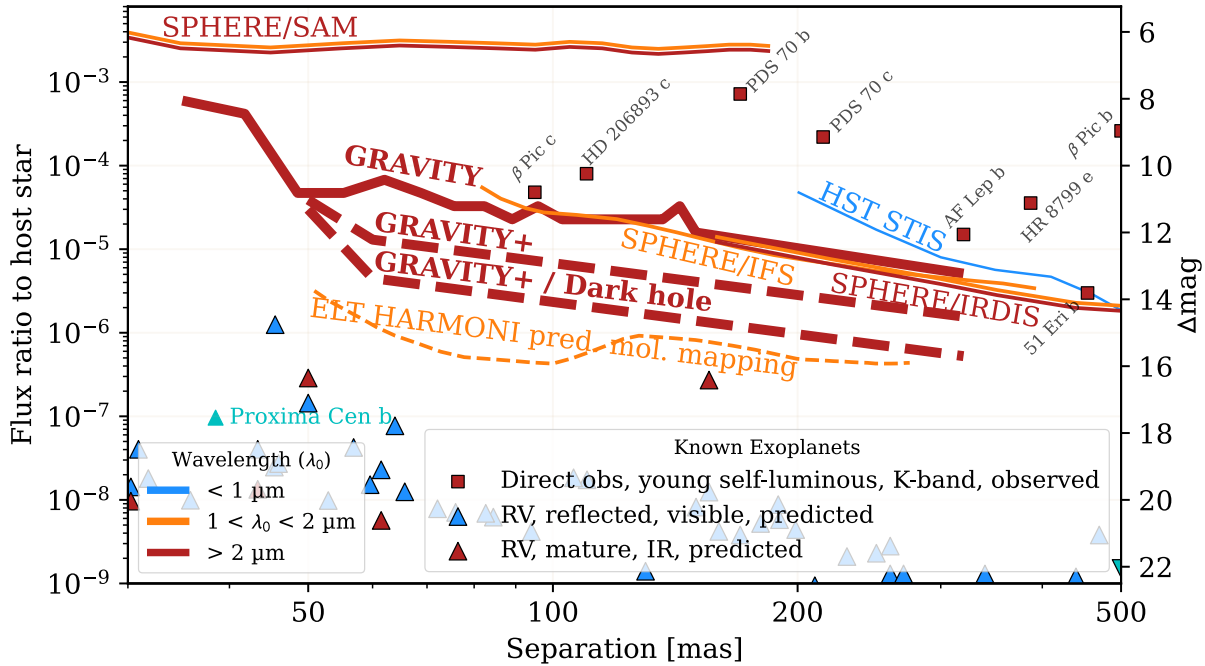 SPHERE/SAM
PDS 70 b
PDS 70 c
β Pic b
β Pic c
HD 206893 c
GRAVITY
AF Lep b
HR 8799 e
HST STIS
GRAVITY+
SPHERE/IFS
GRAVITY+ / Dark hole
SPHERE/IRDIS
51 Eri b
ELT HARMONI pred. mol. mapping
Proxima Cen b
Wavelength (λ₀)
< 1 μm
1 < λ₀ < 2 μm
> 2 μm
Known Exoplanets
Direct obs, young self-luminous, K-band, observed
RV, reflected, visible, predicted
RV, mature, IR, predicted
Flux ratio to host star
10⁻³
10⁻⁴
10⁻⁵
10⁻⁶
10⁻⁷
10⁻⁸
10⁻⁹
Δmag
6
8
10
12
14
16
18
20
22
50
100
200
500
Separation [mas]